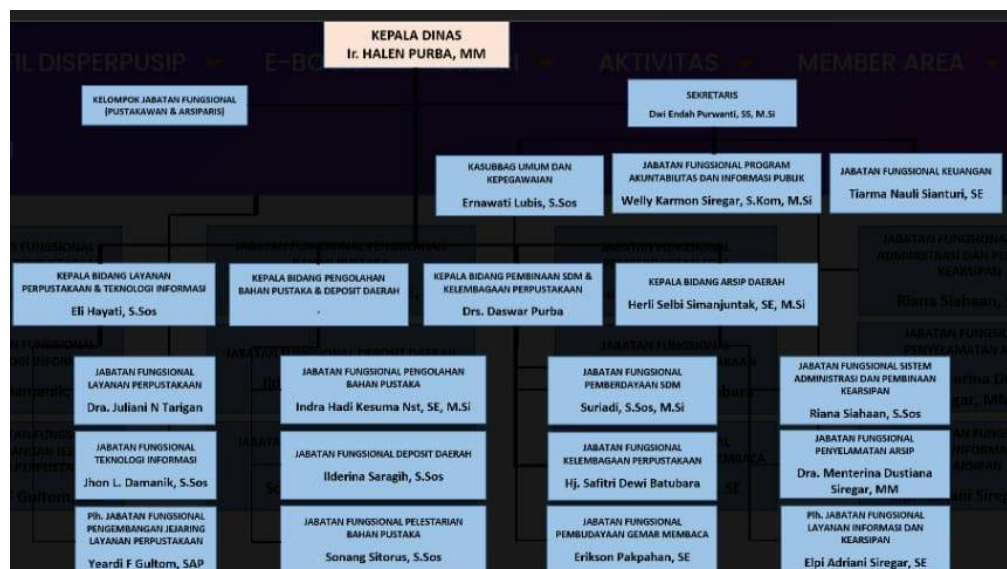 KEPALA DINAS
Ir. HALEN PURBA, MM
FIL DISPERPUSIP
E-BO
AKTIVITAS
MEMBER AREA
KELOMPOK JABATAN FUNGSIONAL
(PUSTAKAWAN & ARSIPARIS)
SEKRETARIS
Dwi Endah Purwanti, SS, M.Si
KASUBBAG UMUM DAN
KEPEGAWAIAN
Ernawati Lubis, S.Sos
JABATAN FUNGSIONAL PROGRAM
AKUNTABILITAS DAN INFORMASI PUBLIK
Welly Karmon Siregar, S.Kom, M.Si
JABATAN FUNGSIONAL KEUANGAN
Tiarma Nauli Sianturi, SE
KEPALA BIDANG LAYANAN
PERPUSTAKAAN & TEKNOLOGI INFORMASI
Eli Hayati, S.Sos
KEPALA BIDANG PENGOLAHAN
BAHAN PUSTAKA & DEPOSIT DAERAH
.
KEPALA BIDANG PEMBINAAN SDM &
KELEMBAGAAN PERPUSTAKAAN
Drs. Daswar Purba
KEPALA BIDANG ARSIP DAERAH
Herli Selbi Simanjuntak, SE, M.Si
JABATAN FUNGSIONAL
LAYANAN PERPUSTAKAAN
Dra. Juliani N Tarigan
JABATAN FUNGSIONAL PENGOLAHAN
BAHAN PUSTAKA
Indra Hadi Kesuma Nst, SE, M.Si
JABATAN FUNGSIONAL
PEMBERDAYAAN SDM
Suriadi, S.Sos, M.Si
JABATAN FUNGSIONAL SISTEM
ADMINISTRASI DAN PEMBINAAN
KEARSIPAN
Riana Siahaan, S.Sos
JABATAN FUNGSIONAL
TEKNOLOGI INFORMASI
Jhon L. Damanik, S.Sos
JABATAN FUNGSIONAL DEPOSIT DAERAH
Ilderina Saragih, S.Sos
JABATAN FUNGSIONAL
KELEMBAGAAN PERPUSTAKAAN
Hj. Safitri Dewi Batubara
JABATAN FUNGSIONAL
PENYELAMATAN ARSIP
Dra. Menterina Dustiana
Siregar, MM
Plh. JABATAN FUNGSIONAL
PENGEMBANGAN JEJARING
LAYANAN PERPUSTAKAAN
Yeardi F Gultom, SAP
JABATAN FUNGSIONAL PELESTARIAN
BAHAN PUSTAKA
Sonang Sitorus, S.Sos
JABATAN FUNGSIONAL
PEMBUDAYAAN GEMAR MEMBACA
Erikson Pakpahan, SE
Plh. JABATAN FUNGSIONAL
LAYANAN INFORMASI DAN
KEARSIPAN
Elpi Adriani Siregar, SE